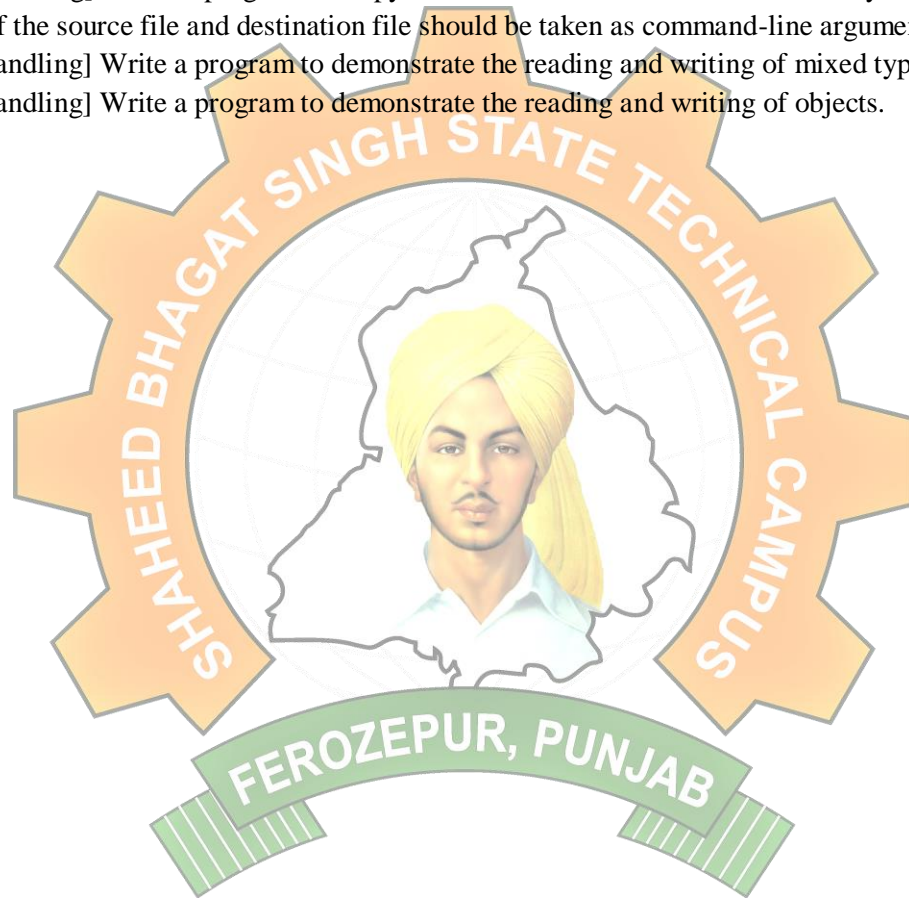 of the source file and destination file should be taken as command-line
andling] Write a program to demonstrate the reading and writing of mixed
andling] Write a program to demonstrate the reading and writing of objects.
SHAHEED BHAGAT SINGH STATE TECHNICAL CAMPUS
FEROZEPUR, PUNJAB